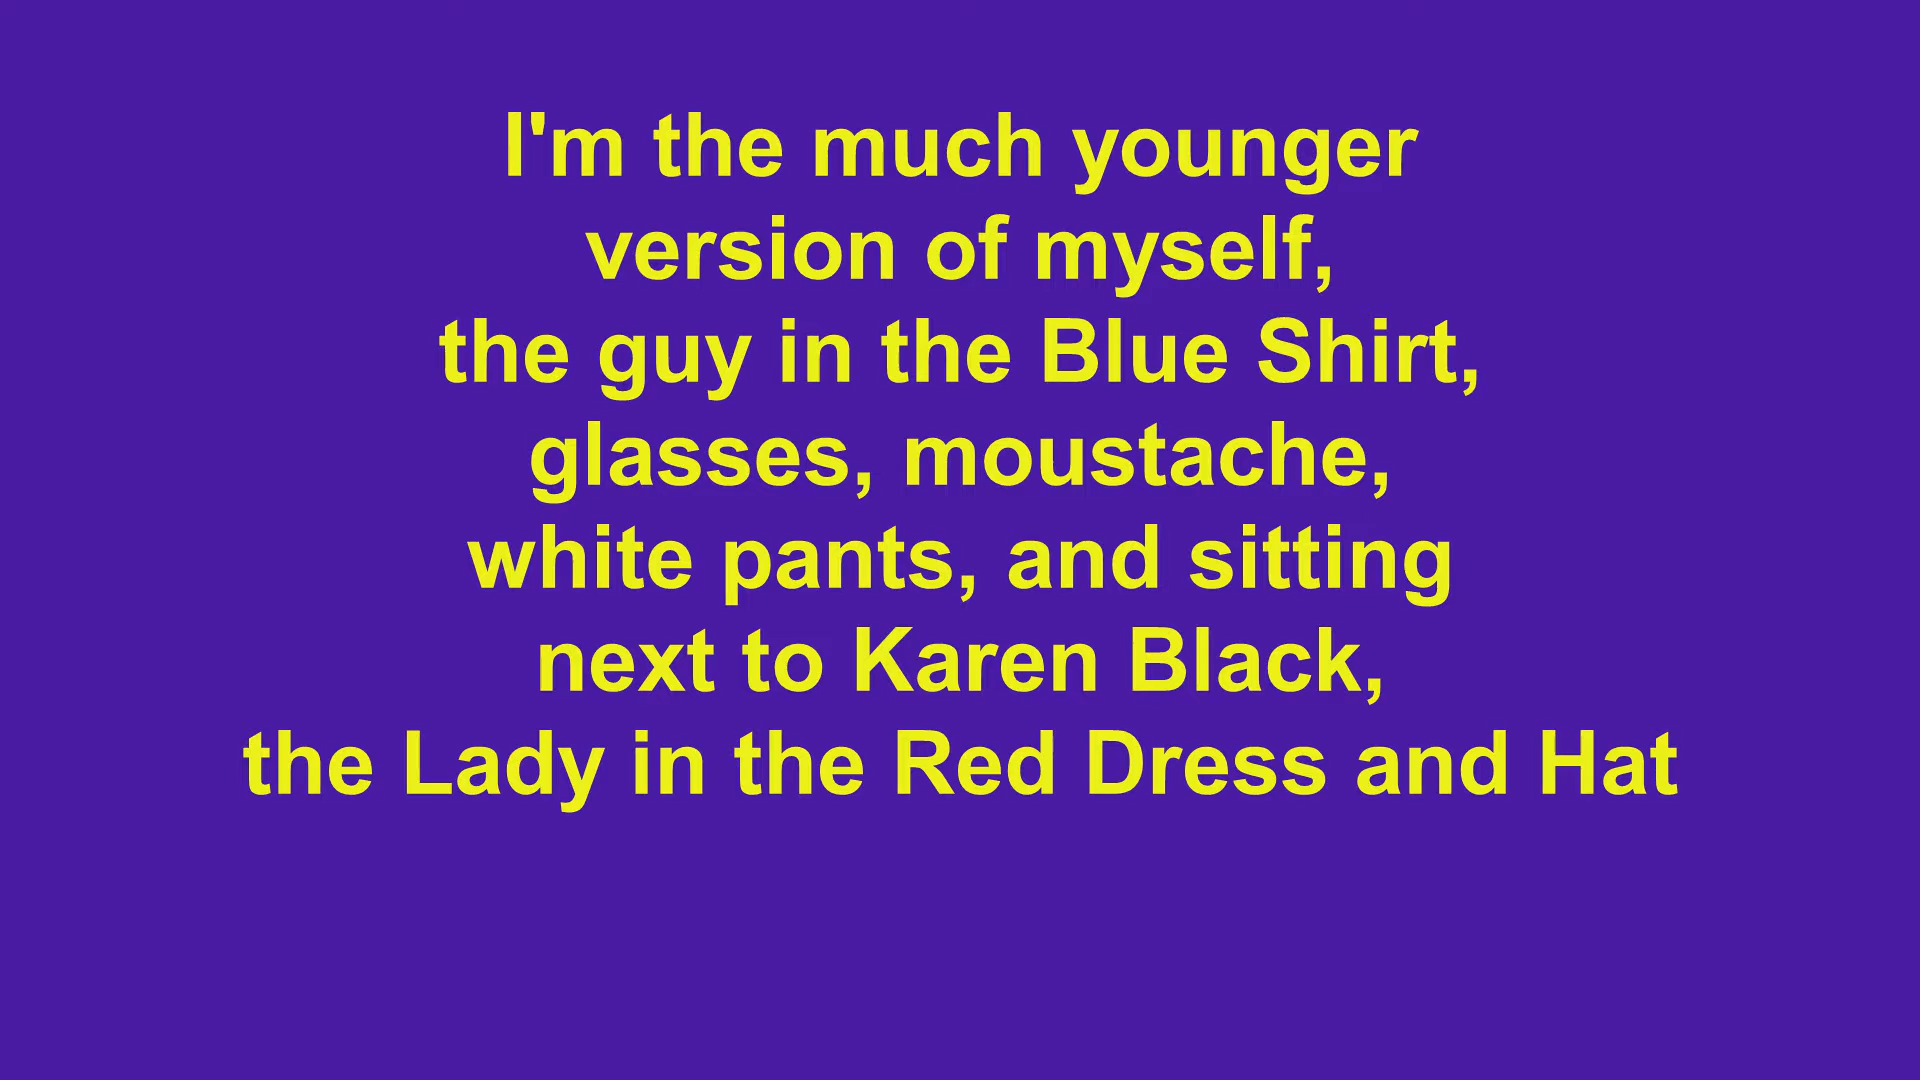 I'm the much younger
version of myself,
the guy in the Blue Shirt,
glasses, moustache,
white pants, and sitting
next to Karen Black,
the Lady in the Red Dress and Hat